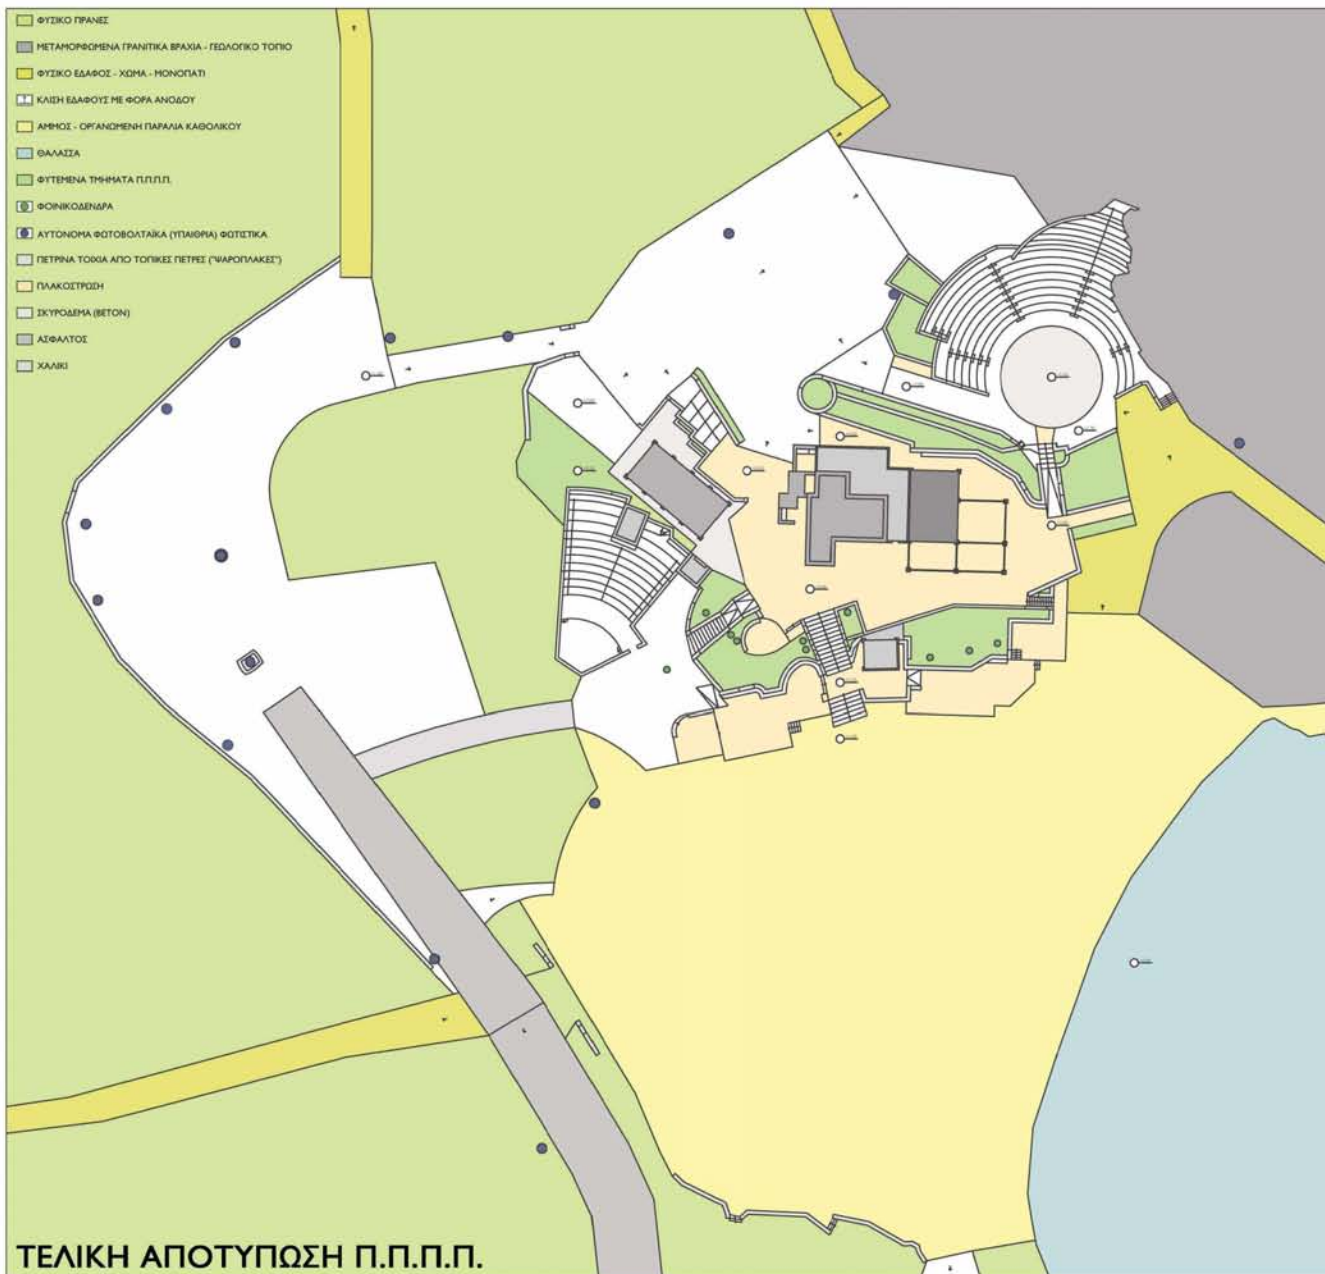 ΦΥΣΙΚΟ ΠΡΑΝΕΣ
ΜΕΤΑΜΟΡΦΩΜΕΝΑ ΓΡΑΝΙΤΙΚΑ ΒΡΑΧΙΑ - ΓΕΩΛΟΓΙΚΟ ΤΟΠΙΟ
ΦΥΣΙΚΟ ΕΔΑΦΟΣ - ΧΩΜΑ - ΜΟΝΟΠΑΤΙ
ΚΛΙΣΗ ΕΔΑΦΟΥΣ ΜΕ ΦΟΡΑ ΑΝΟΔΟΥ
ΑΜΜΟΣ - ΟΡΓΑΝΩΜΕΝΗ ΠΑΡΑΛΙΑ ΚΑΘΟΛΙΚΟΥ
ΘΑΛΑΣΣΑ
ΦΥΤΕΜΕΝΑ ΤΜΗΜΑΤΑ Π.Π.Π.Π.
ΦΟΙΝΙΚΟΔΕΝΔΡΑ
ΑΥΤΟΝΟΜΑ ΦΩΤΟΒΟΛΤΑΪΚΑ (ΥΠΑΙΘΡΙΑ) ΦΩΤΙΣΤΙΚΑ
ΠΕΤΡΙΝΑ ΤΟΙΧΙΑ ΑΠΟ ΤΟΠΙΚΕΣ ΠΕΤΡΕΣ ("ΨΑΡΟΠΛΑΚΕΣ")
ΠΛΑΚΟΣΤΡΩΣΗ
ΣΚΥΡΟΔΕΜΑ (ΒΕΤΟΝ)
ΑΣΦΑΛΤΟΣ
ΧΑΛΙΚΙ
ΤΕΛΙΚΗ ΑΠΟΤΥΠΩΣΗ Π.Π.Π.Π.